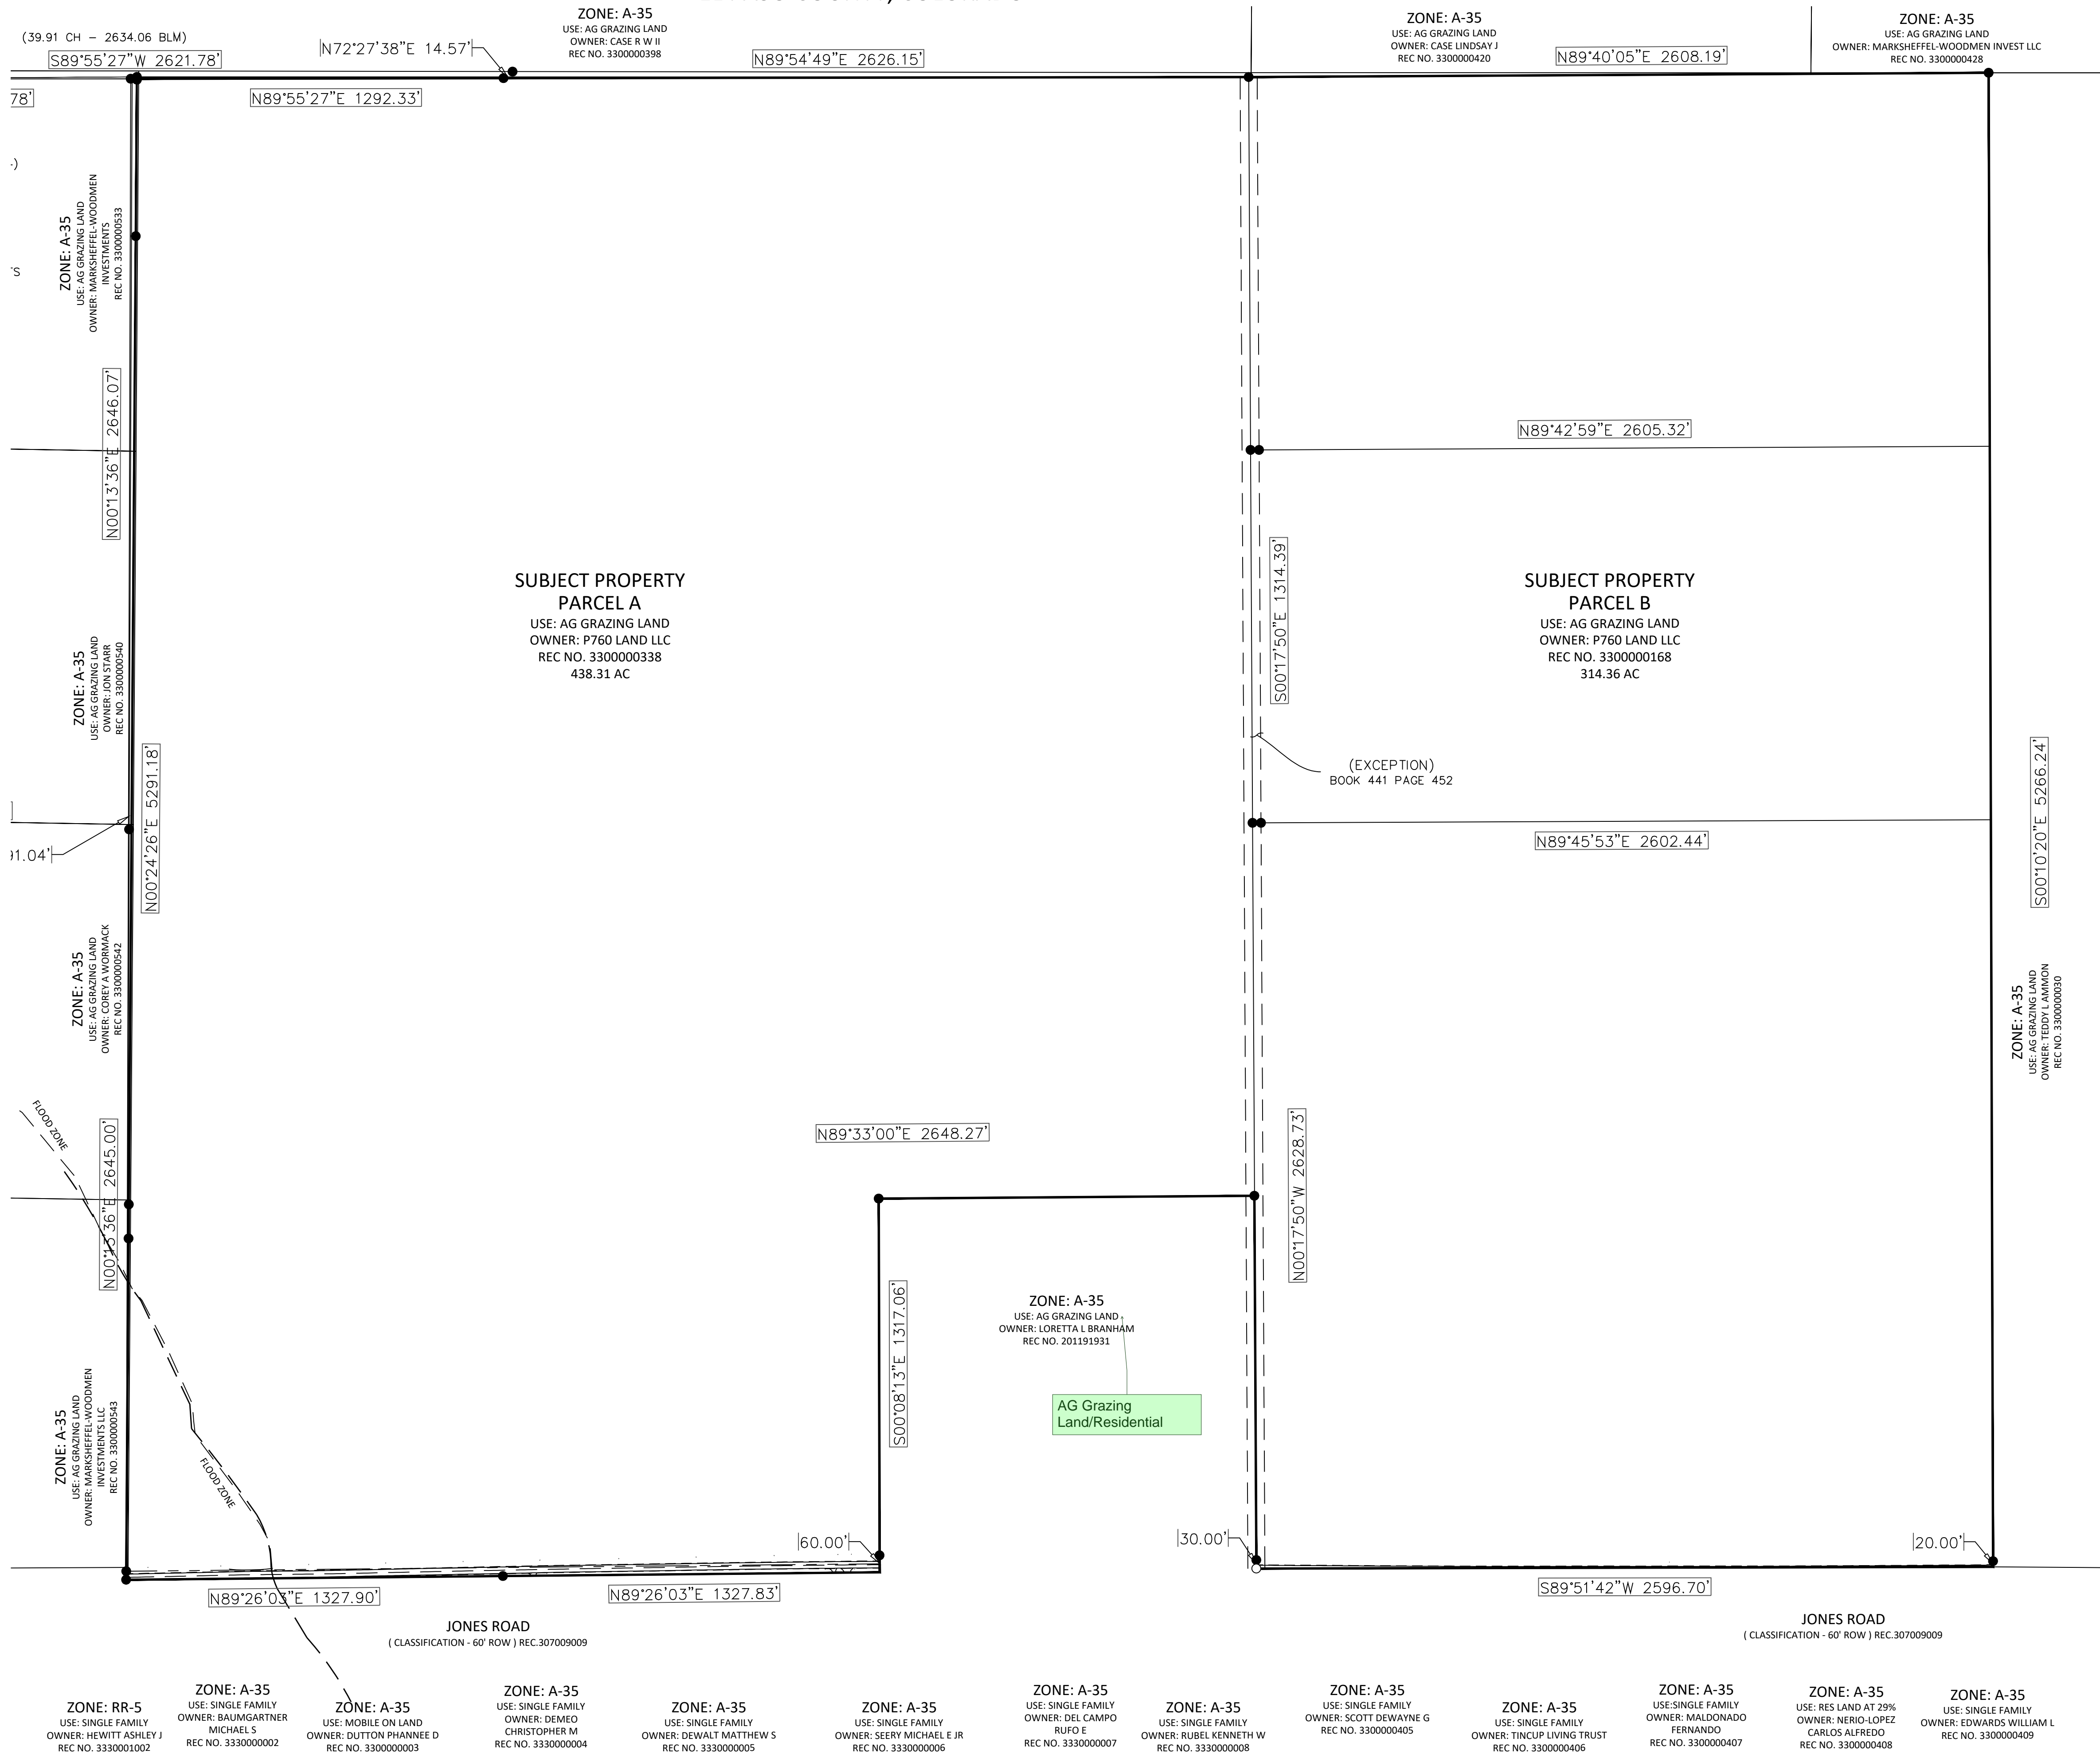 ZONE: A-35
USE: AG GRAZING LAND
OWNER: CASE R W II
REC NO. 3300000398
ZONE: A-35
USE: AG GRAZING LAND
OWNER: CASE LINDSAY J
REC NO. 3300000420
ZONE: A-35
USE: AG GRAZING LAND
OWNER: MARKSHEFFEL-WOODMEN INVEST LLC
REC NO. 3300000428
(39.91 CH – 2634.06 BLM)
S89°55'27"W 2621.78'
N72°27'38"E 14.57'
N89°54'49"E 2626.15'
N89°40'05"E 2608.19'
78'
N89°55'27"E 1292.33'
ZONE: A-35
USE: AG GRAZING LAND
OWNER: MARKSHEFFEL-WOODMEN
INVESTMENTS
REC NO. 3300000533
N00°13'36"E 2646.07'
N89°42'59"E 2605.32'
SUBJECT PROPERTY
PARCEL A
USE: AG GRAZING LAND
OWNER: P760 LAND LLC
REC NO. 3300000338
438.31 AC
S00°17'50"E 1314.39'
SUBJECT PROPERTY
PARCEL B
USE: AG GRAZING LAND
OWNER: P760 LAND LLC
REC NO. 3300000168
314.36 AC
ZONE: A-35
USE: AG GRAZING LAND
OWNER: JON STARR
REC NO. 3300000540
(EXCEPTION)
BOOK 441 PAGE 452
N00°24'26"E 5291.18'
91.04'
N89°45'53"E 2602.44'
S00°10'20"E 5266.24'
ZONE: A-35
USE: AG GRAZING LAND
OWNER: COREY A WORMACK
REC NO. 3300000542
ZONE: A-35
USE: AG GRAZING LAND
OWNER: TEDDY L AMMON
REC NO. 3300000030
FLOOD ZONE
N00°13'36"E 2645.00'
N89°33'00"E 2648.27'
N00°17'50"W 2628.73'
S00°08'13"E 1317.06'
ZONE: A-35
USE: AG GRAZING LAND
OWNER: LORETTA L BRANHAM
REC NO. 201191931
AG Grazing
Land/Residential
ZONE: A-35
USE: AG GRAZING LAND
OWNER: MARKSHEFFEL-WOODMEN
INVESTMENTS LLC
REC NO. 3300000543
FLOOD ZONE
60.00'
30.00'
20.00'
N89°26'03"E 1327.90'
N89°26'03"E 1327.83'
S89°51'42"W 2596.70'
JONES ROAD
( CLASSIFICATION - 60' ROW ) REC.307009009
JONES ROAD
( CLASSIFICATION - 60' ROW ) REC.307009009
ZONE: RR-5
USE: SINGLE FAMILY
OWNER: HEWITT ASHLEY J
REC NO. 3330001002
ZONE: A-35
USE: SINGLE FAMILY
OWNER: BAUMGARTNER
MICHAEL S
REC NO. 3330000002
ZONE: A-35
USE: MOBILE ON LAND
OWNER: DUTTON PHANNEE D
REC NO. 3330000003
ZONE: A-35
USE: SINGLE FAMILY
OWNER: DEMEO
CHRISTOPHER M
REC NO. 3330000004
ZONE: A-35
USE: SINGLE FAMILY
OWNER: DEWALT MATTHEW S
REC NO. 3330000005
ZONE: A-35
USE: SINGLE FAMILY
OWNER: SEERY MICHAEL E JR
REC NO. 3330000006
ZONE: A-35
USE: SINGLE FAMILY
OWNER: DEL CAMPO
RUFO E
REC NO. 3330000007
ZONE: A-35
USE: SINGLE FAMILY
OWNER: RUBEL KENNETH W
REC NO. 3330000008
ZONE: A-35
USE: SINGLE FAMILY
OWNER: SCOTT DEWAYNE G
REC NO. 3300000405
ZONE: A-35
USE: SINGLE FAMILY
OWNER: TINCUP LIVING TRUST
REC NO. 3300000406
ZONE: A-35
USE:SINGLE FAMILY
OWNER: MALDONADO
FERNANDO
REC NO. 3300000407
ZONE: A-35
USE: RES LAND AT 29%
OWNER: NERIO-LOPEZ
CARLOS ALFREDO
REC NO. 3300000408
ZONE: A-35
USE: SINGLE FAMILY
OWNER: EDWARDS WILLIAM L
REC NO. 3300000409